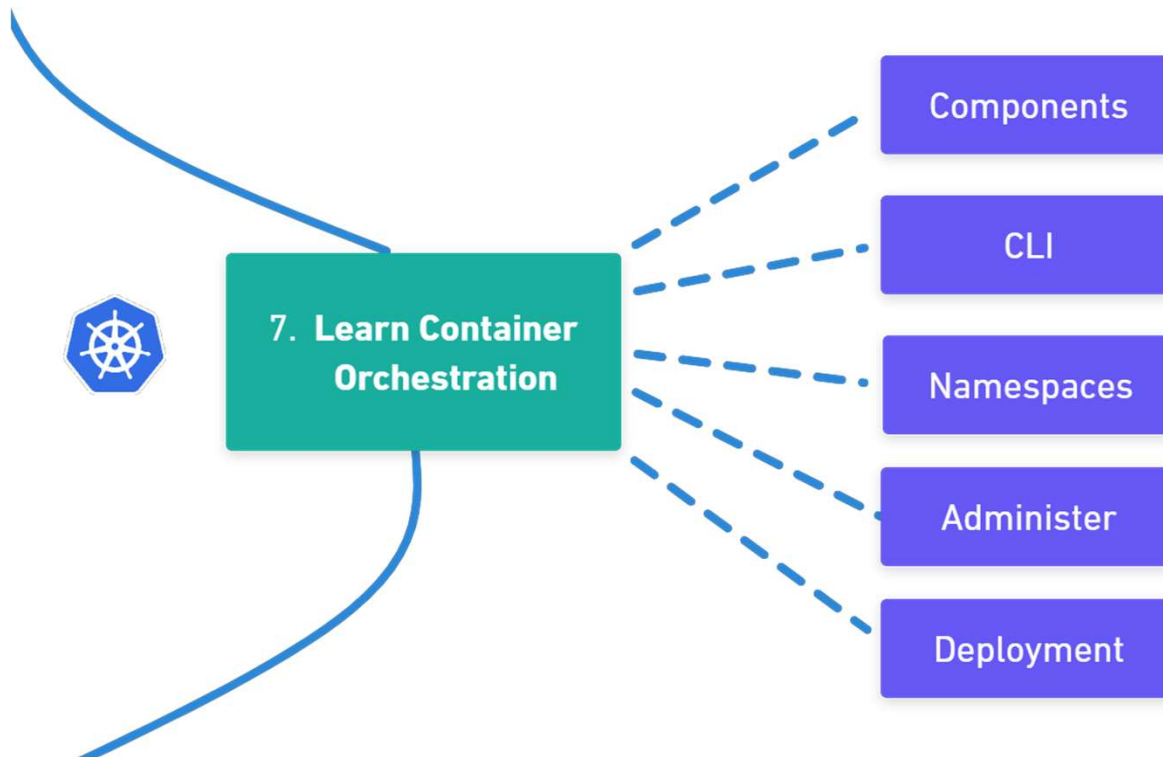 7. Learn Container
Orchestration
Components
CLI
Namespaces
Administer
Deployment